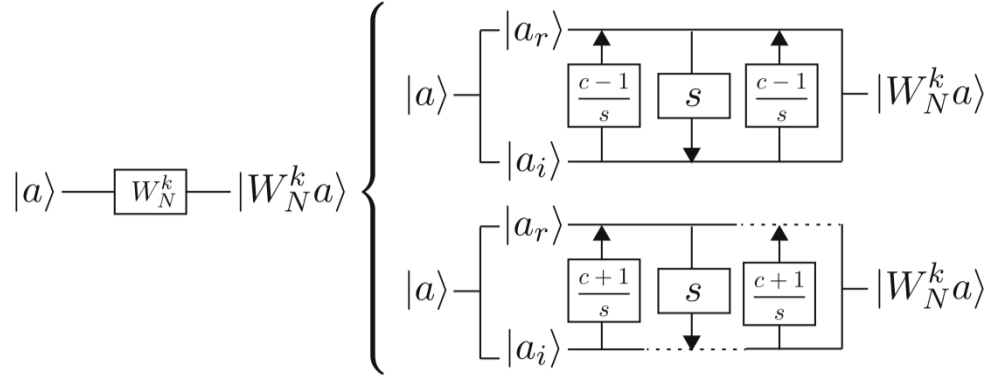 |a_r⟩
|a⟩ c − 1 / s s c − 1 / s |W_N^k a⟩
|a_i⟩
|a⟩ W_N^k |W_N^k a⟩
|a_r⟩
|a⟩ c + 1 / s s c + 1 / s |W_N^k a⟩
|a_i⟩